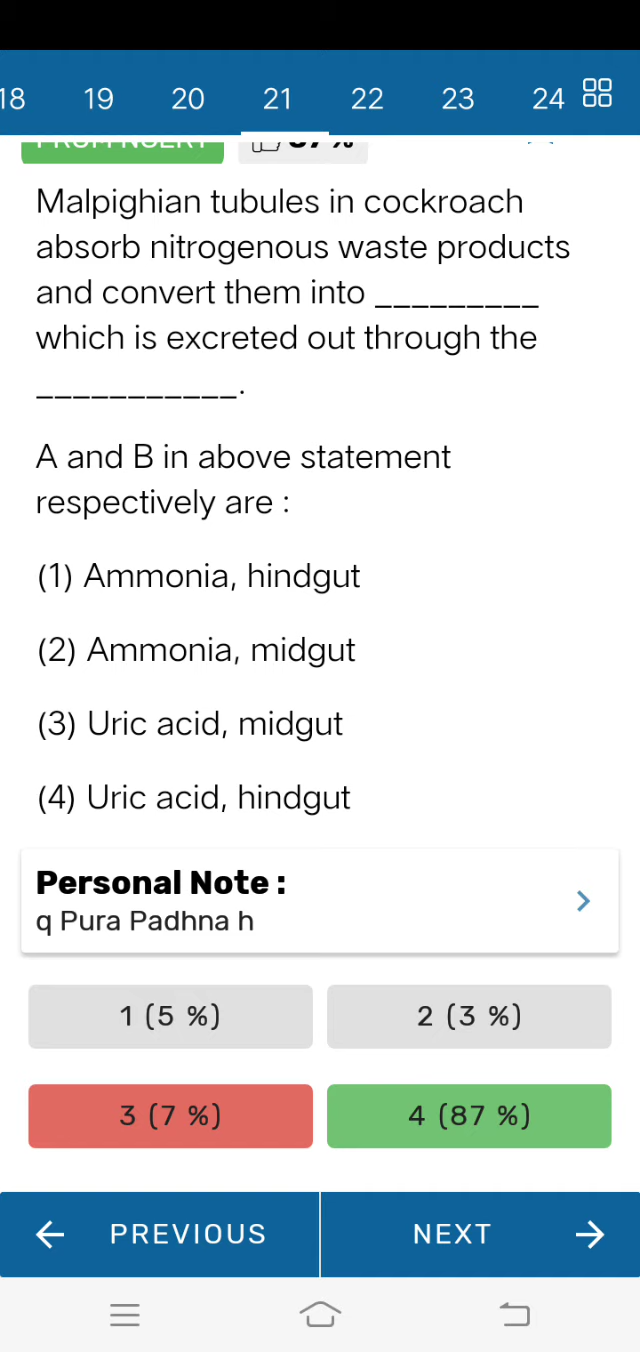 18 19 20 21 22 23 24
Malpighian tubules in cockroach
absorb nitrogenous waste products
and convert them into _________
which is excreted out through the
___________.
A and B in above statement
respectively are :
(1) Ammonia, hindgut
(2) Ammonia, midgut
(3) Uric acid, midgut
(4) Uric acid, hindgut
Personal Note :
q Pura Padhna h
1 (5 %) 2 (3 %)
3 (7 %) 4 (87 %)
PREVIOUS NEXT